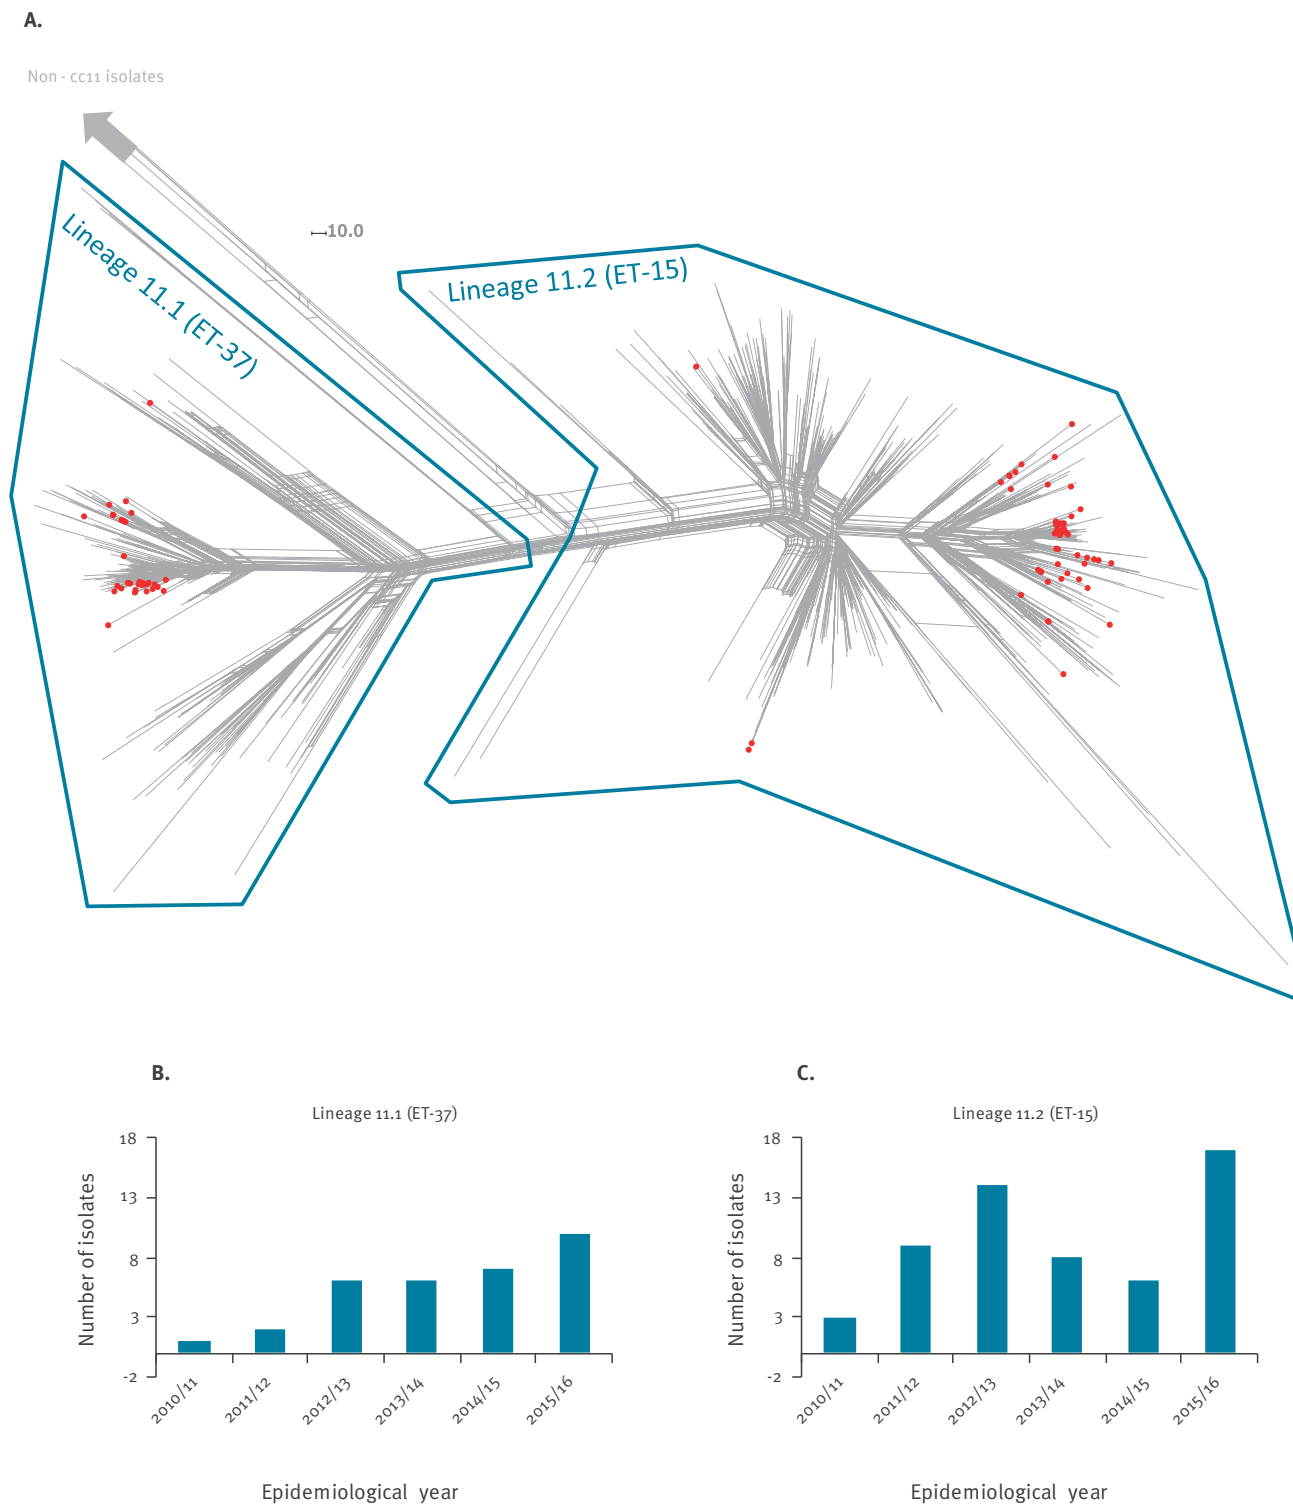 A.
Non - cc11 isolates
10.0
Lineage 11.1 (ET-37)
Lineage 11.2 (ET-15)
B.
Lineage 11.1 (ET-37)
Number of isolates
18
13
8
3
-2
2010/11
2011/12
2012/13
2013/14
2014/15
2015/16
Epidemiological year
C.
Lineage 11.2 (ET-15)
Number of isolates
18
13
8
3
-2
2010/11
2011/12
2012/13
2013/14
2014/15
2015/16
Epidemiological year